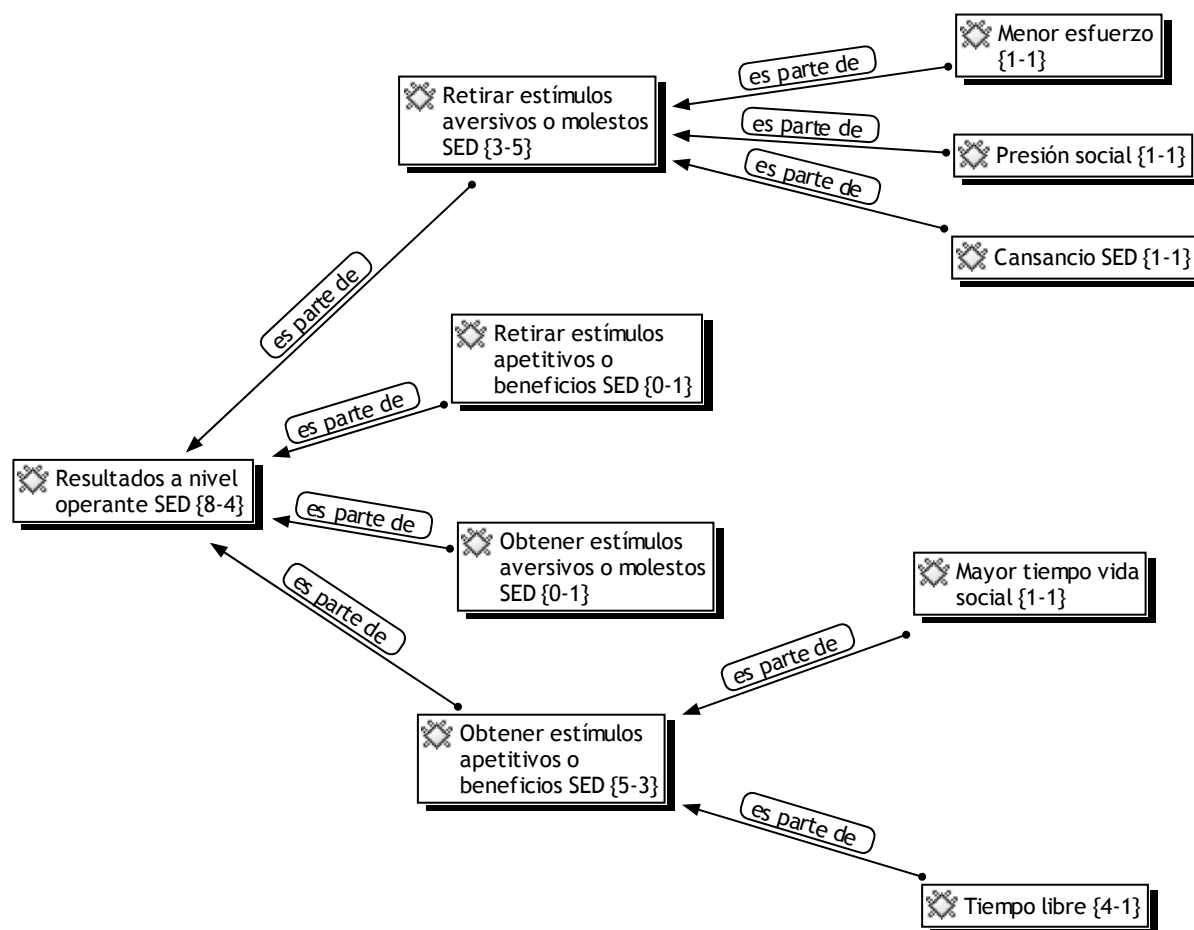 Menor esfuerzo
{1-1}
es parte de
Retirar estímulos
aversivos o molestos
SED {3-5}
es parte de
Presión social {1-1}
es parte de
Cansancio SED {1-1}
es parte de
Retirar estímulos
apetitivos o
beneficios SED {0-1}
es parte de
Resultados a nivel
operante SED {8-4}
es parte de
Obtener estímulos
aversivos o molestos
SED {0-1}
Mayor tiempo vida
social {1-1}
es parte de
es parte de
Obtener estímulos
apetitivos o
beneficios SED {5-3}
es parte de
Tiempo libre {4-1}